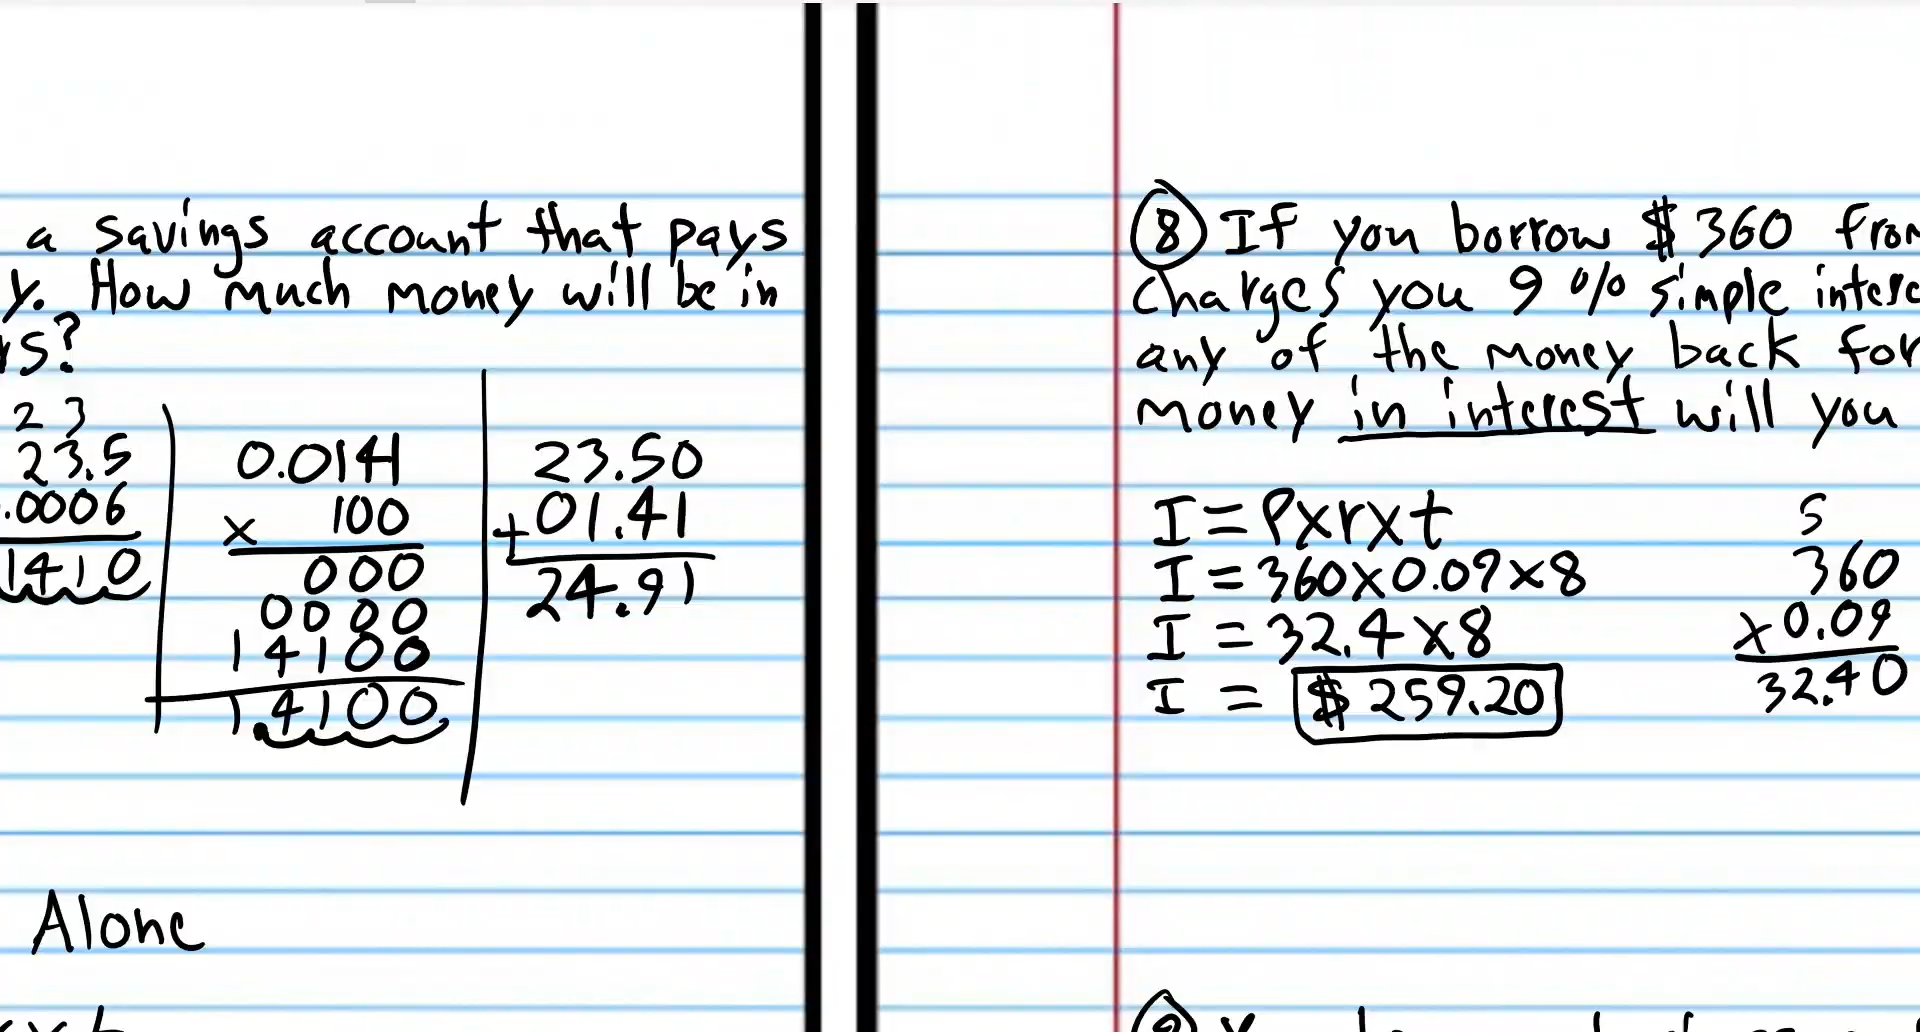 a savings account that pays
y. How much money will be in
rs?
2 3
23.5
.0006
1410
0.0141
x 100
000
0000
14100
1.4100
23.50
+01.41
24.91
Alone
8 If you borrow $360 from
charges you 9% simple intere
any of the money back for
money in interest will you
I = Pxrxt
I = 360x0.09x8
I = 32.4x8
I = $259.20
5
360
x0.09
32.40